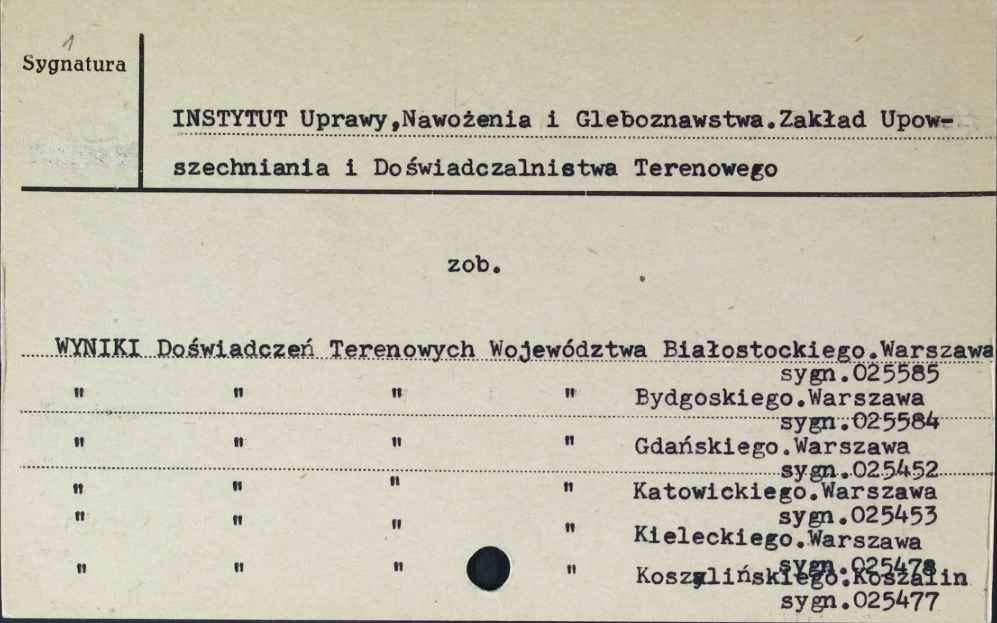 1
Sygnatura
INSTYTUT Uprawy,Nawożenia i Gleboznawstwa.Zakład Upow-
szechniania i Doświadczalnictwa Terenowego
zob.
WYNIKI Doświadczeń Terenowych Województwa Białostockiego.Warszawa
sygn.025585
" " " " Bydgoskiego.Warszawa
sygn.025584
" " " " Gdańskiego.Warszawa
sygn.025452
" " " " Katowickiego.Warszawa
sygn.025453
" " " " Kieleckiego.Warszawa
sygn.025478
" " " " Koszalińskiego.Koszalin
sygn.025477